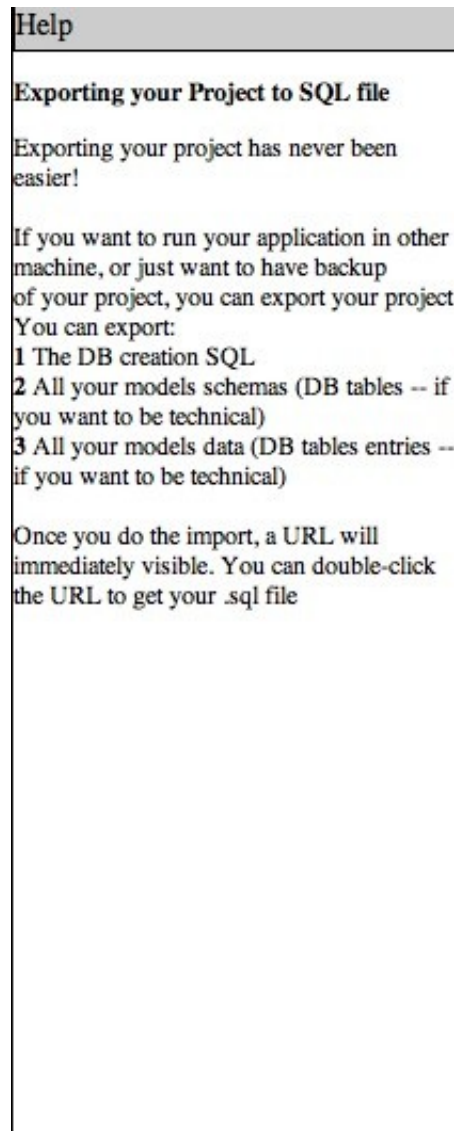 Help
Exporting your Project to SQL file
Exporting your project has never been
easier!
If you want to run your application in other
machine, or just want to have backup
of your project, you can export your project
You can export:
1 The DB creation SQL
2 All your models schemas (DB tables -- if
you want to be technical)
3 All your models data (DB tables entries --
if you want to be technical)
Once you do the import, a URL will
immediately visible. You can double-click
the URL to get your .sql file